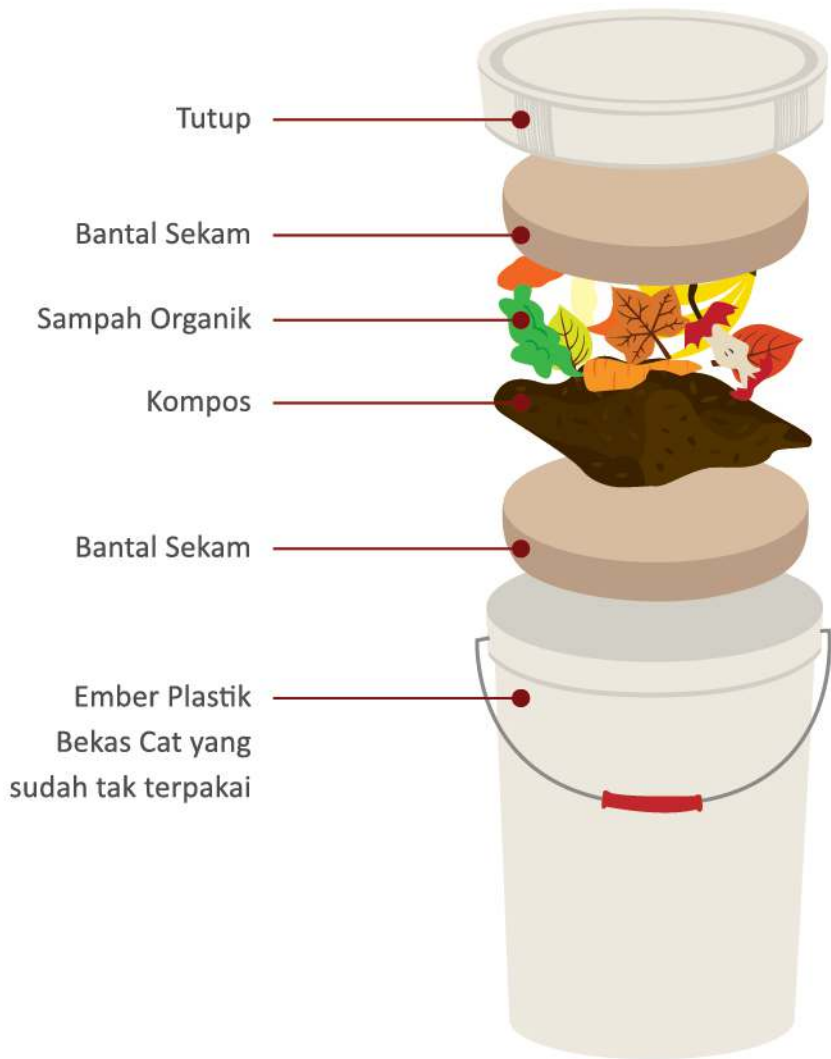 Tutup
Bantal Sekam
Sampah Organik
Kompos
Bantal Sekam
Ember Plastik
Bekas Cat yang
sudah tak terpakai